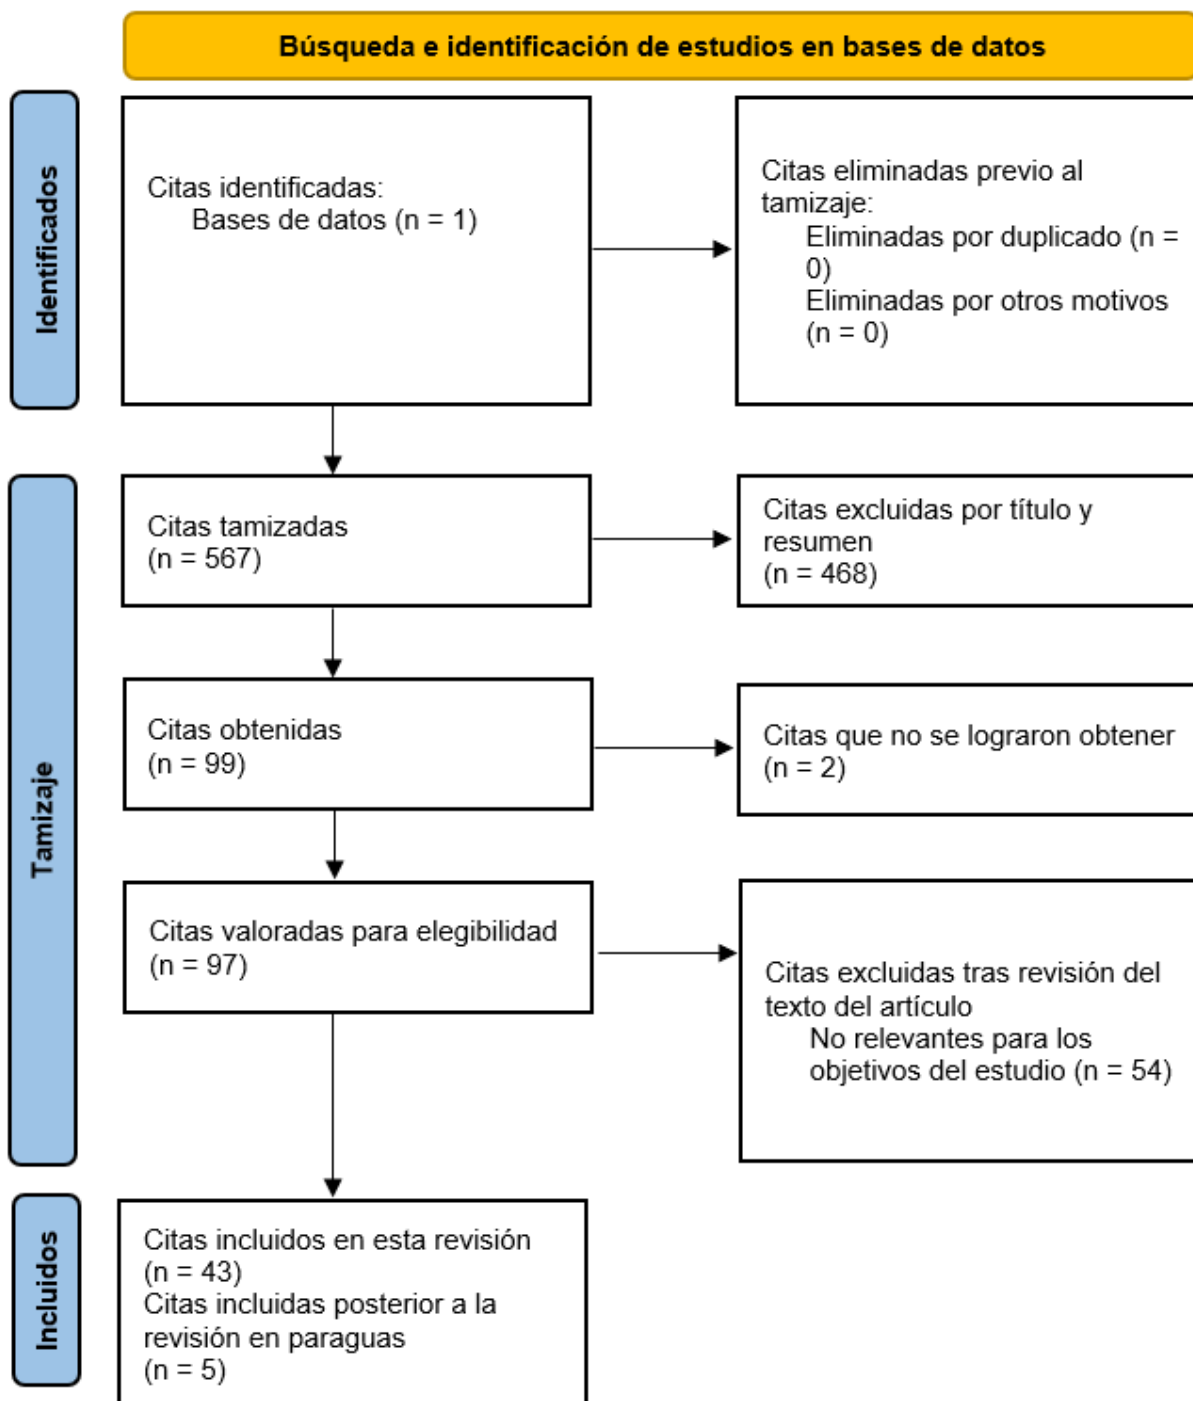 Búsqueda e identificación de estudios en bases de datos
Identificados
Citas identificadas:
Bases de datos (n = 1)
Citas eliminadas previo al
tamizaje:
Eliminadas por duplicado (n =
0)
Eliminadas por otros motivos
(n = 0)
Tamizaje
Citas tamizadas
(n = 567)
Citas excluidas por título y
resumen
(n = 468)
Citas obtenidas
(n = 99)
Citas que no se lograron obtener
(n = 2)
Citas valoradas para elegibilidad
(n = 97)
Citas excluidas tras revisión del
texto del artículo
No relevantes para los
objetivos del estudio (n = 54)
Incluidos
Citas incluidos en esta revisión
(n = 43)
Citas incluidas posterior a la
revisión en paraguas
(n = 5)